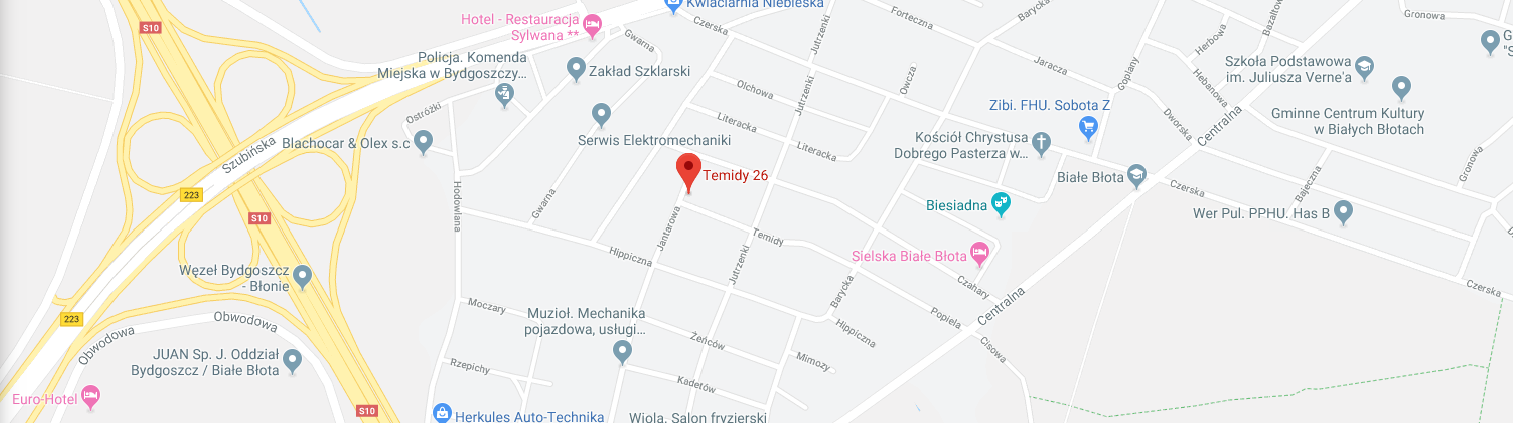 Kwiaciarnia Niebieska
Hotel - Restauracja
Sylwana **
S10
Gwarna
Czerska
Jutrzenki
Forteczna
Barycka
Bazaltowa
Gronowa
Herbowa
Policja. Komenda
Miejska w Bydgoszczy...
Zakład Szklarski
Olchowa
Owcza
Jaracza
Goplany
Hebanowa
Szkoła Podstawowa
im. Juliusza Verne'a
G
"S
Ostróżki
Zibi. FHU. Sobota Z
Dworska
Centralna
Gminne Centrum Kultury
w Białych Błotach
Blachocar & Olex s.c
Serwis Elektromechaniki
Literacka
Literacka
Kościół Chrystusa
Dobrego Pasterza w...
Szubińska
Temidy 26
Białe Błota
Czerska
Bajeczna
Gronowa
223
S10
Hodowlana
Gwarna
Jantarowa
Biesiadna
Wer Pul. PPHU. Has B
Temidy
Hippiczna
Jutrzenki
Sielska Białe Błota
Węzeł Bydgoszcz
- Błonie
Barycka
Czahary
Centralna
Czerska
223
Obwodowa
Obwodowa
Moczary
Muzioł. Mechanika
pojazdowa, usługi...
Żeńców
Hippiczna
Popiela
Cisowa
JUAN Sp. J. Oddział
Bydgoszcz / Białe Błota
Rzepichy
Mimozy
Kaderów
Euro-Hotel
S10
Herkules Auto-Technika
Wiola. Salon fryzjerski